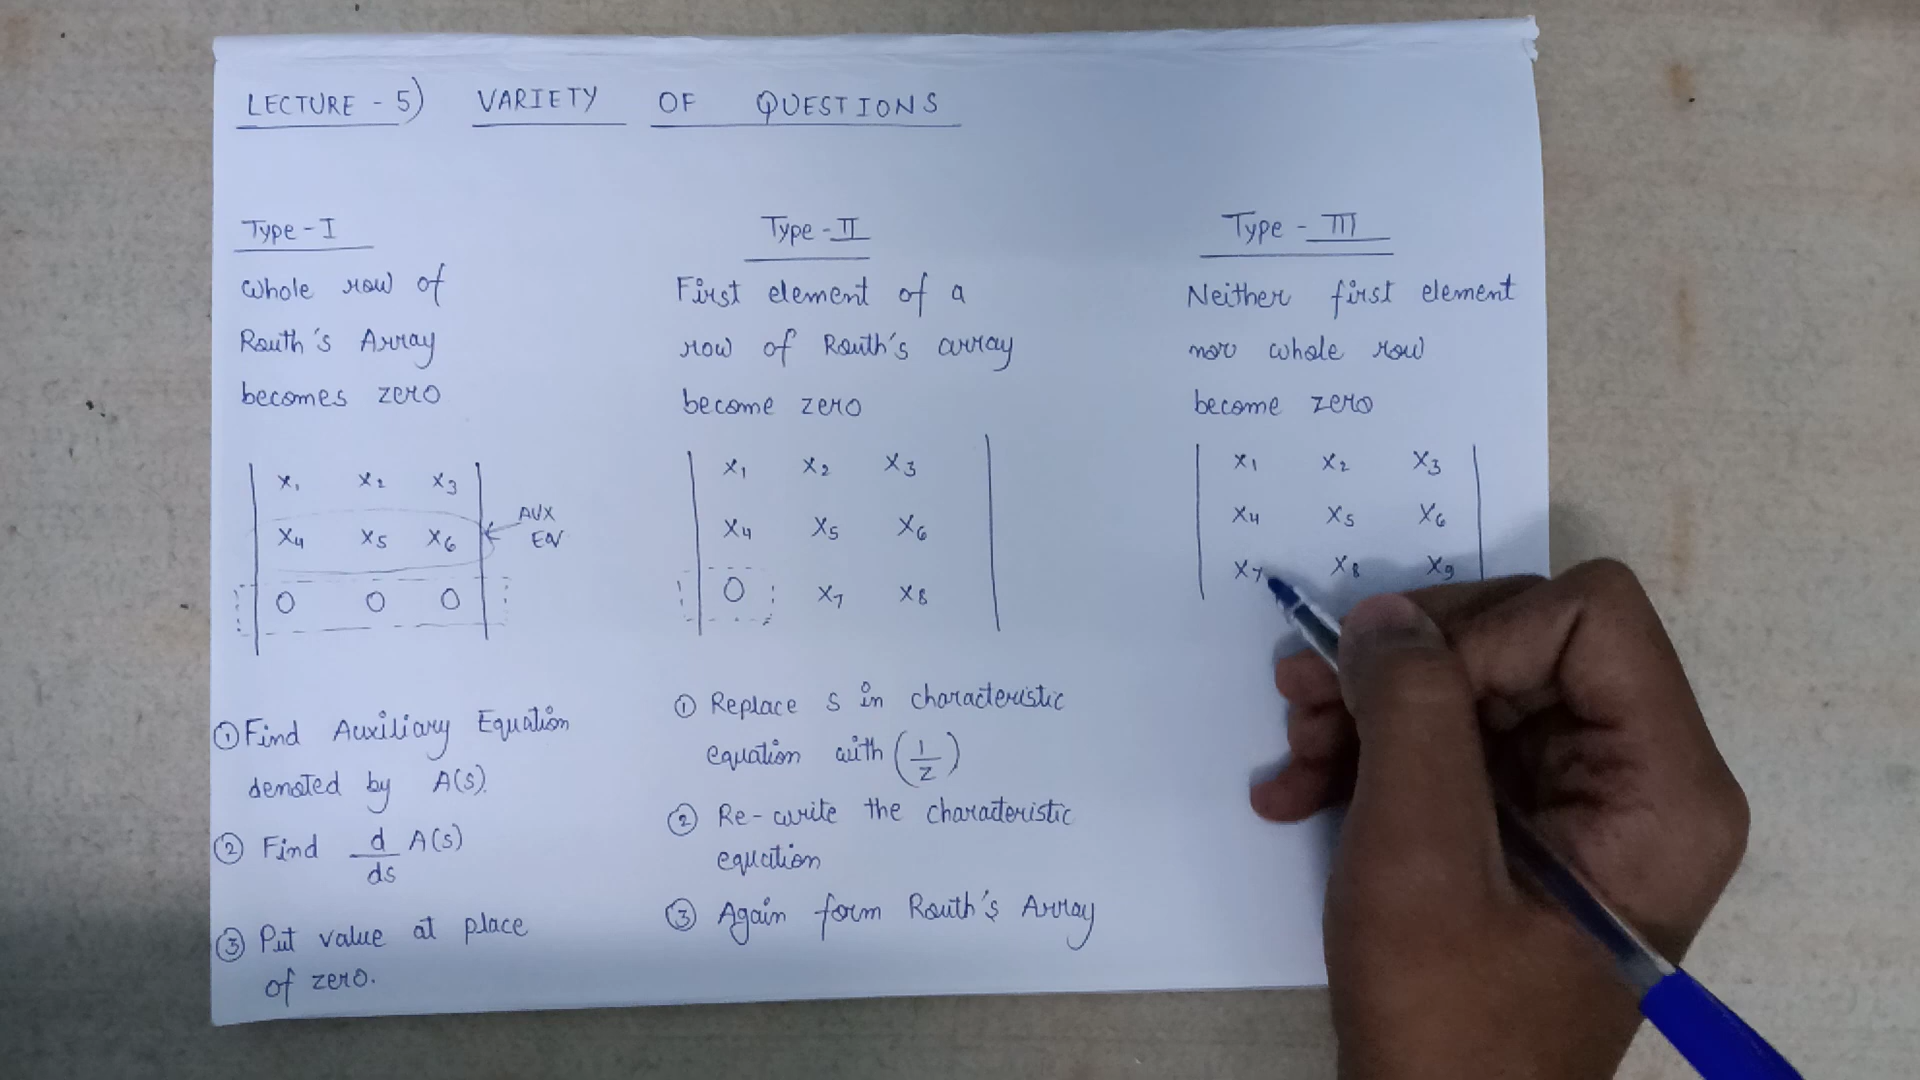 LECTURE - 5) VARIETY OF QUESTIONS
Type - I
Whole row of
Routh's Array
becomes zero
x1 x2 x3
x4 x5 x6
AUX
EQ
0 0 0
① Find Auxiliary Equation
denoted by A(s).
② Find d/ds A(s)
③ Put value at place
of zero.
Type - II
First element of a
row of Routh's array
become zero
x1 x2 x3
x4 x5 x6
0 x7 x8
① Replace s in characteristic
equation with (1/z)
② Re-write the characteristic
equation
③ Again form Routh's Array
Type - III
Neither first element
nor whole row
become zero
x1 x2 x3
x4 x5 x6
x7 x8 x9